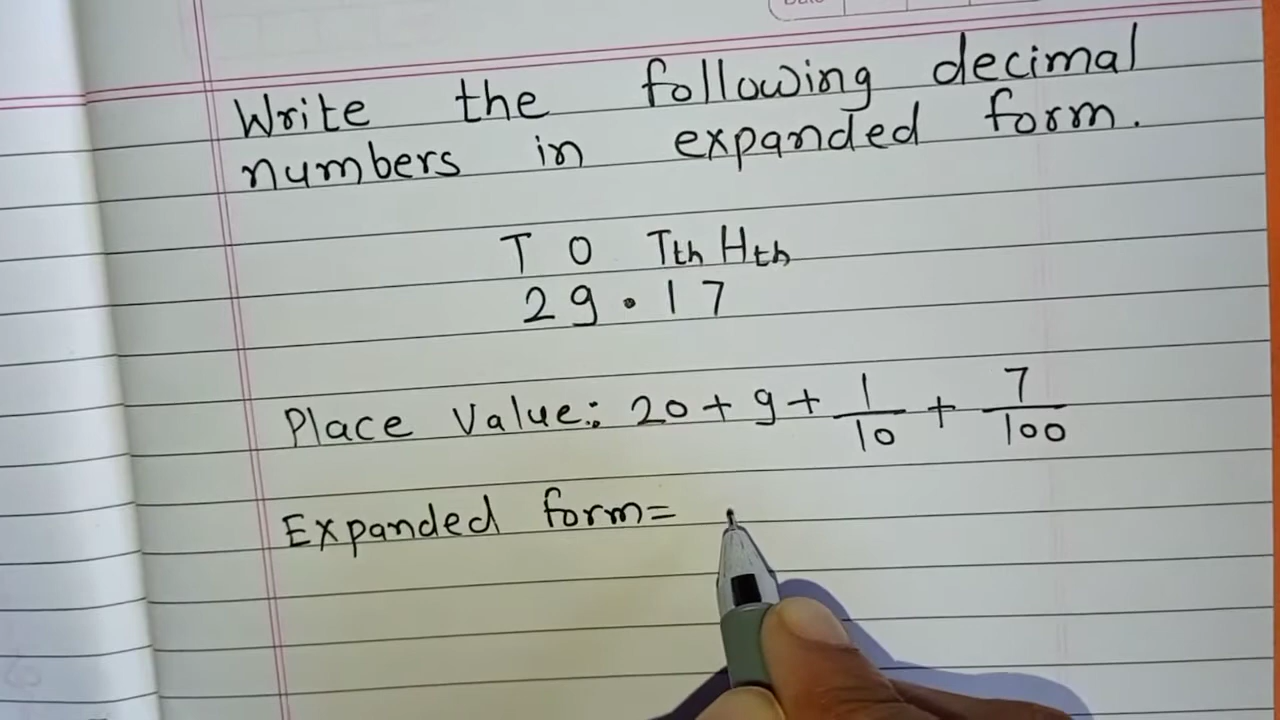 Write the following decimal
numbers in expanded form.
T O Tth Hth
29.17
Place Value: 20 + 9 + 1/10 + 7/100
Expanded form=